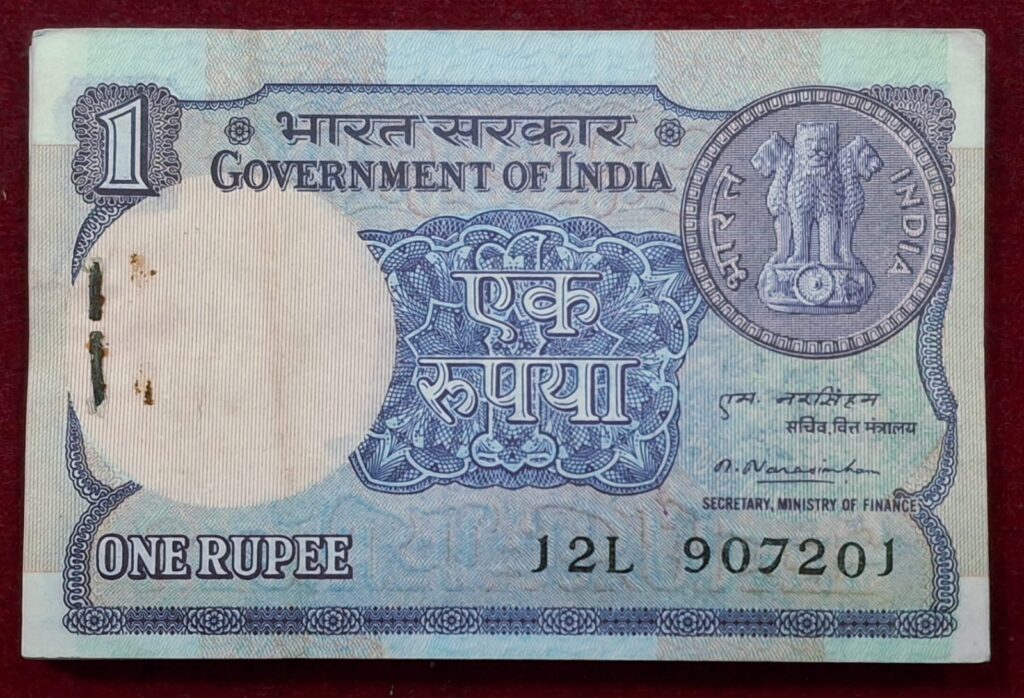 1
भारत सरकार
GOVERNMENT OF INDIA
भारत
INDIA
एक
रुपया
एम. नरसिंहम
सचिव, वित्त मंत्रालय
M. Narasimham
SECRETARY, MINISTRY OF FINANCE
ONE RUPEE
J2L 907201